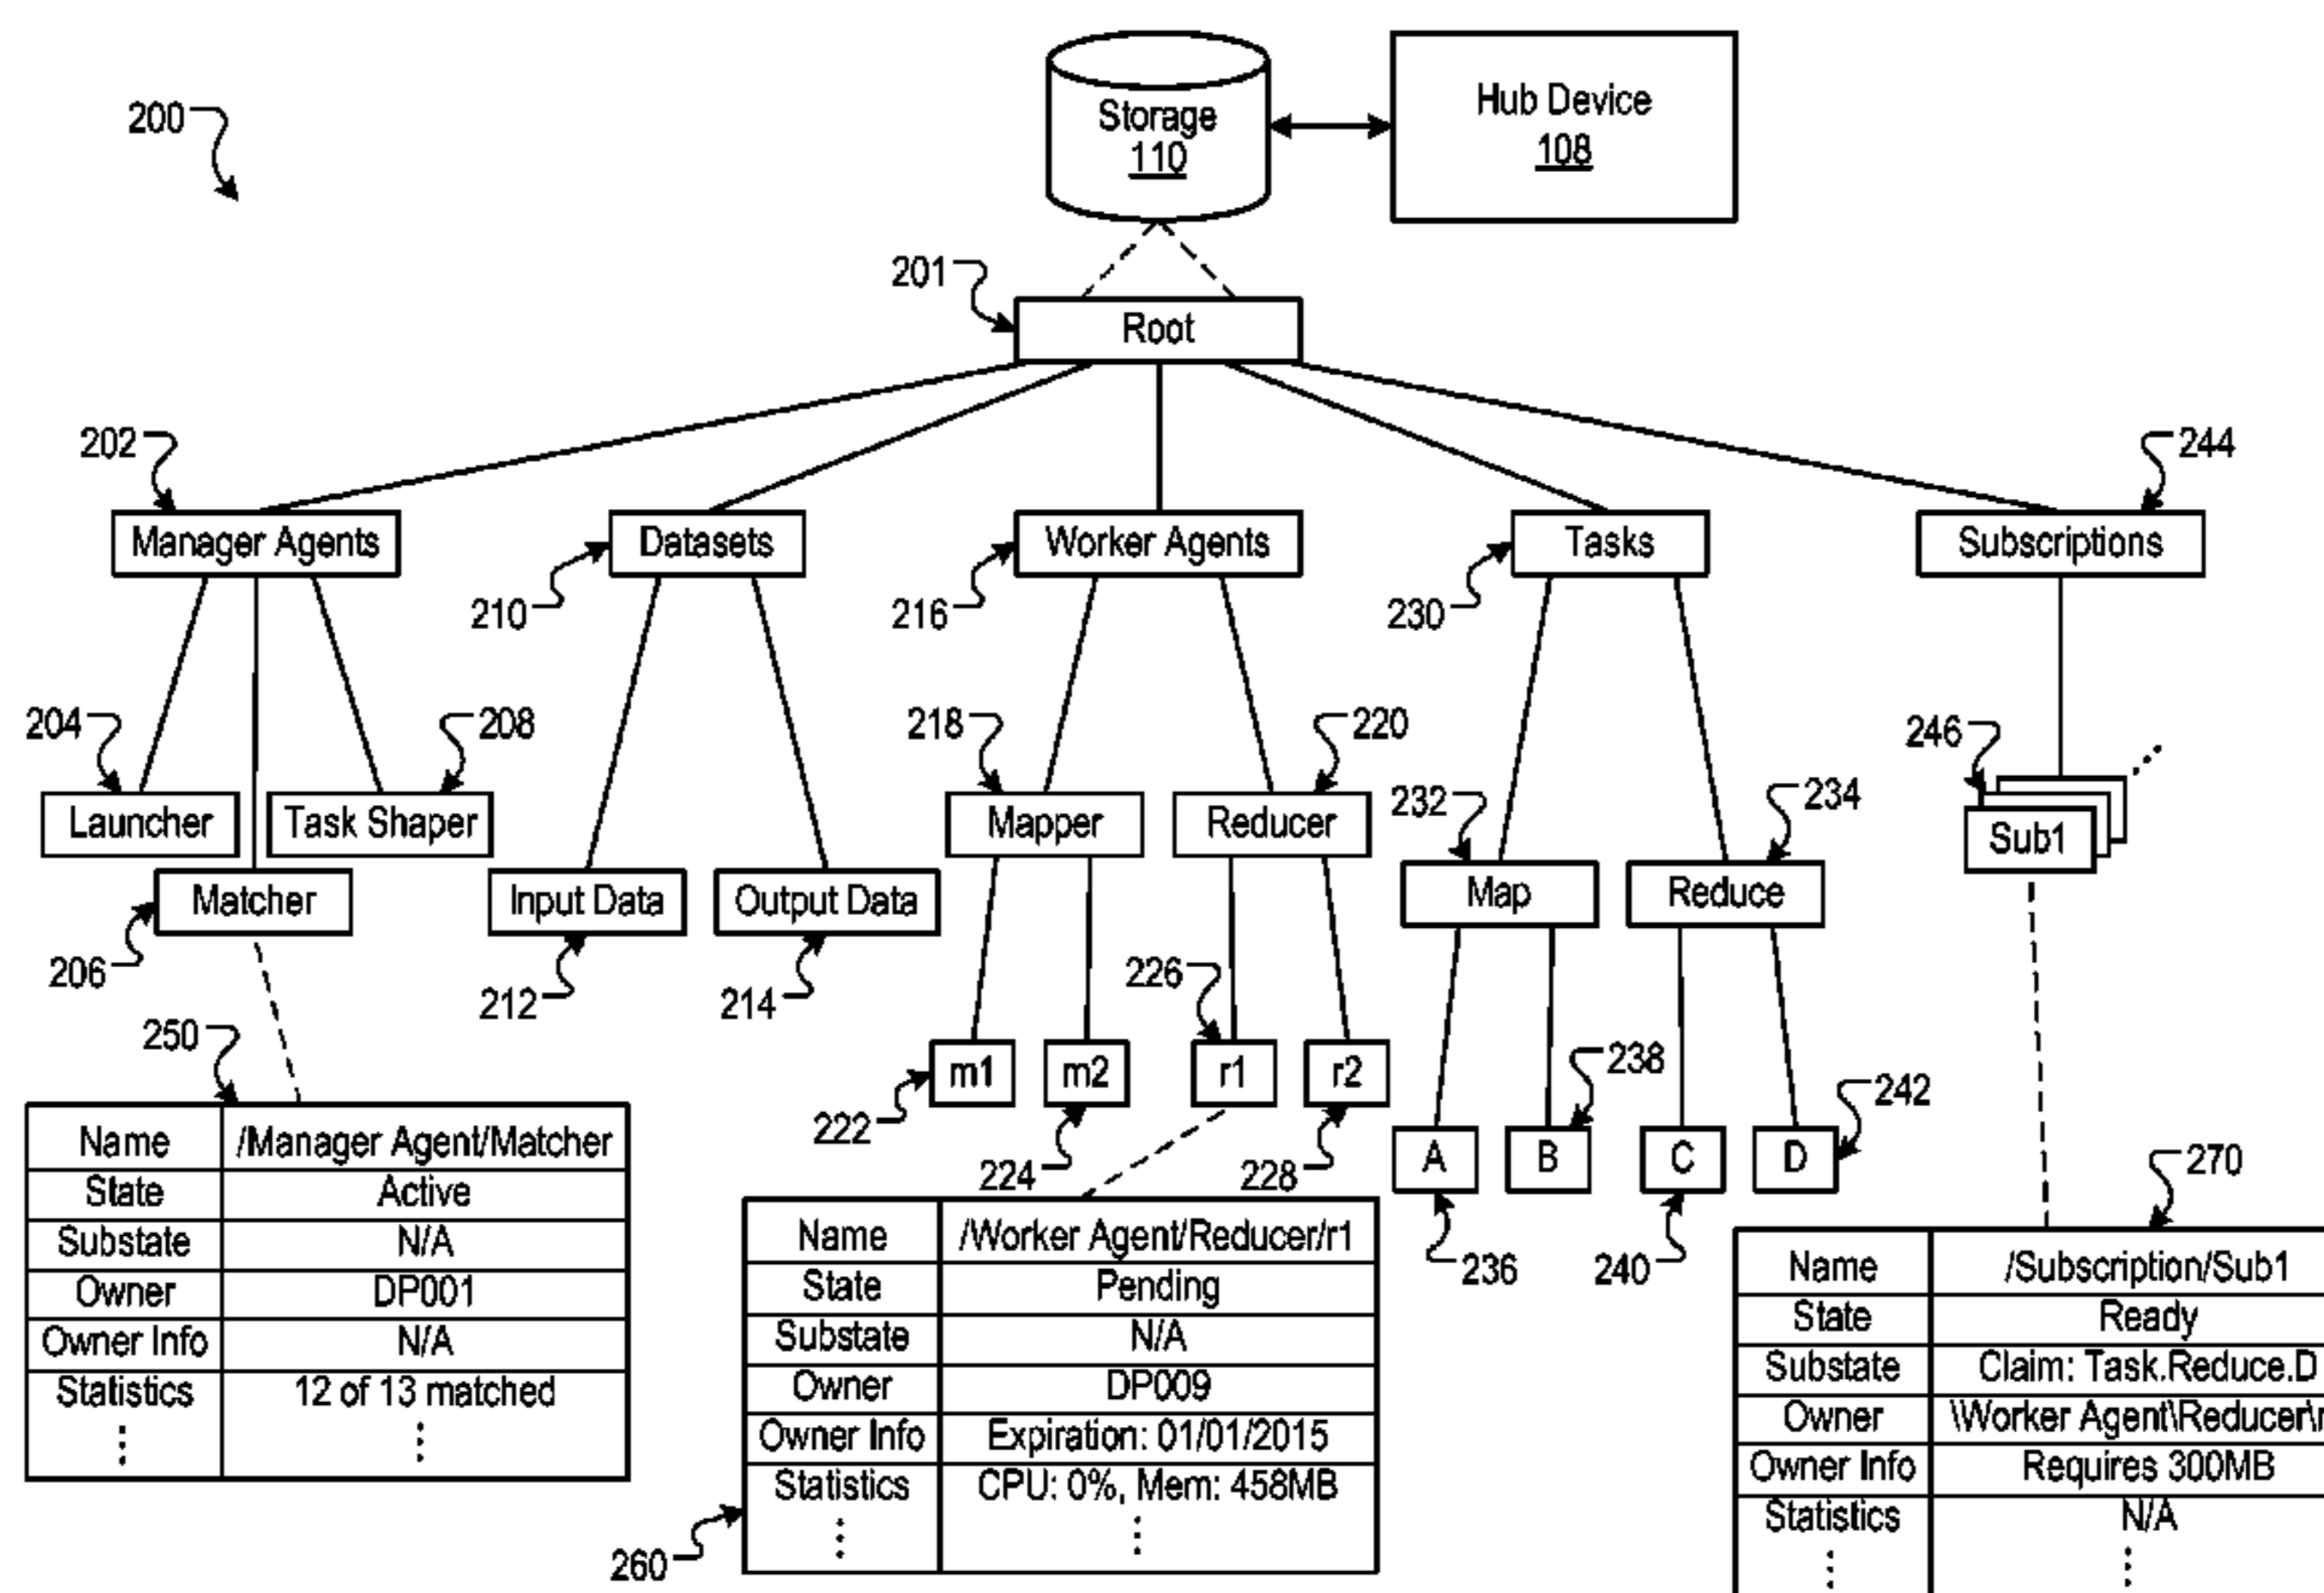 200
Storage
110
Hub Device
108
201
Root
202
244
Manager Agents
Datasets
Worker Agents
Tasks
Subscriptions
210
216
230
204
208
218
220
246
Launcher
Task Shaper
Mapper
Reducer
232
234
Sub1
206
Matcher
Input Data
Output Data
Map
Reduce
212
214
226
250
m1
m2
r1
r2
238
222
224
228
242
A
B
C
D
236
240
270
Name /Manager Agent/Matcher
State Active
Substate N/A
Owner DP001
Owner Info N/A
Statistics 12 of 13 matched
Name /Worker Agent/Reducer/r1
State Pending
Substate N/A
Owner DP009
Owner Info Expiration: 01/01/2015
Statistics CPU: 0%, Mem: 458MB
260
Name /Subscription/Sub1
State Ready
Substate Claim: Task.Reduce.D
Owner \Worker Agent\Reducer\
Owner Info Requires 300MB
Statistics N/A